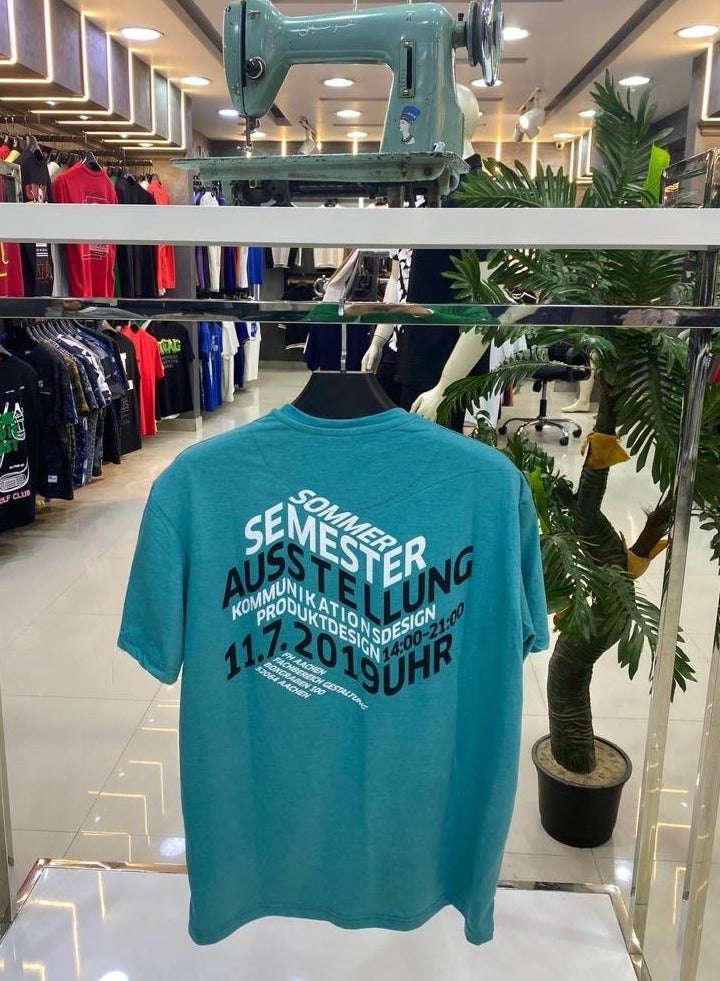 SOMMER
SEMESTER
AUSSTELLUNG
KOMMUNIKATIONSDESIGN
PRODUKTDESIGN
14:00-21:00
11.7.2019 UHR
FH AACHEN
FACHBEREICH GESTALTUNG
BOXGRABEN 100
52064 AACHEN
GOLF CLUB